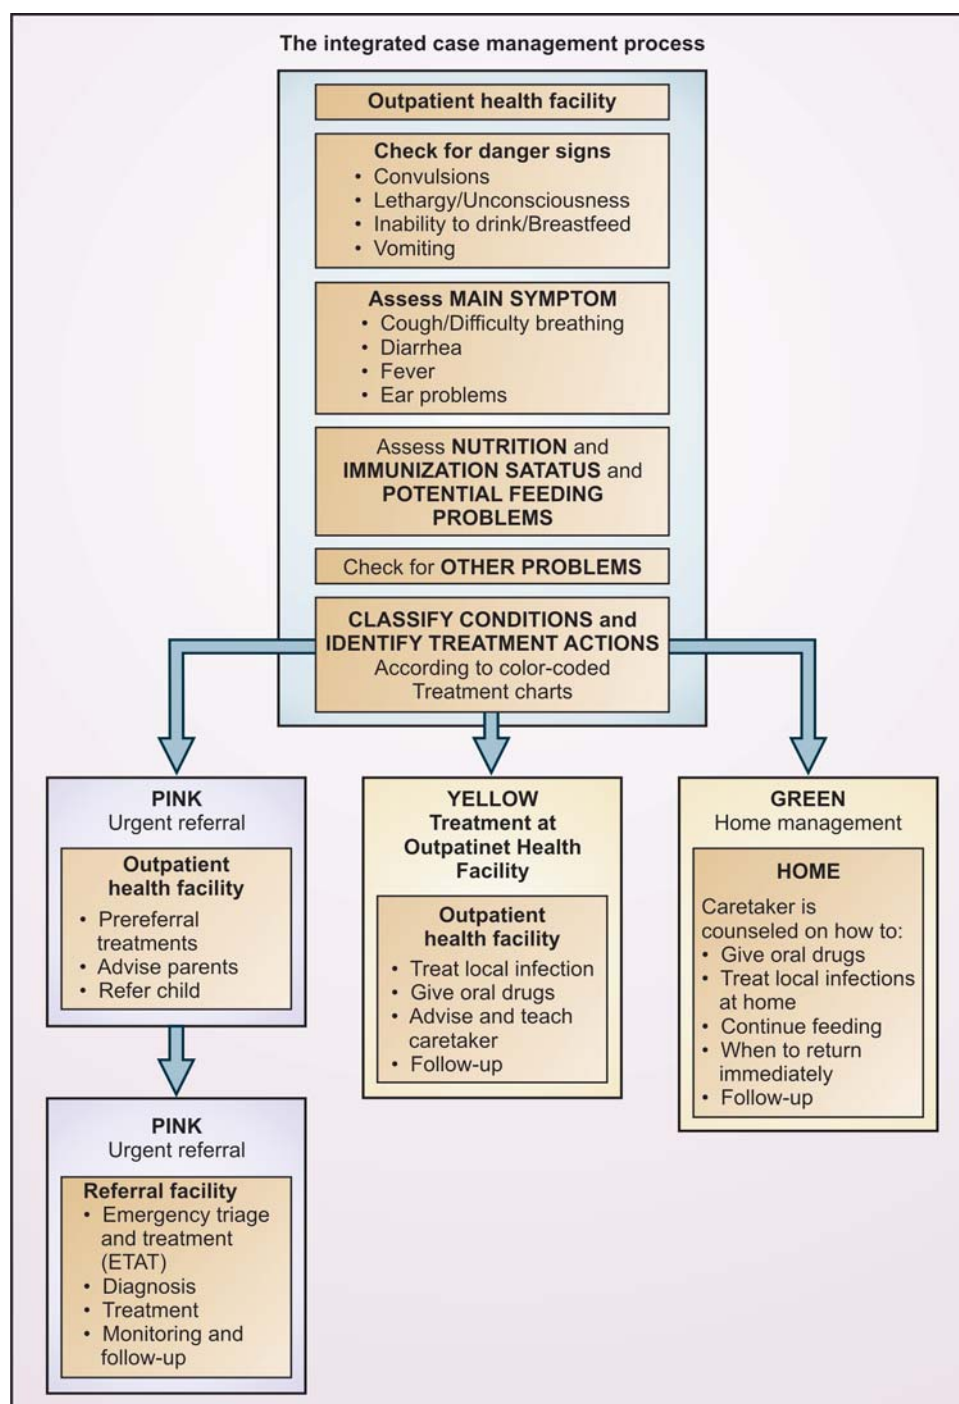 The integrated case management process
Outpatient health facility
Check for danger signs
• Convulsions
• Lethargy/Unconsciousness
• Inability to drink/Breastfeed
• Vomiting
Assess MAIN SYMPTOM
• Cough/Difficulty breathing
• Diarrhea
• Fever
• Ear problems
Assess NUTRITION and
IMMUNIZATION SATATUS and
POTENTIAL FEEDING
PROBLEMS
Check for OTHER PROBLEMS
CLASSIFY CONDITIONS and
IDENTIFY TREATMENT ACTIONS
According to color-coded
Treatment charts
PINK
Urgent referral
Outpatient
health facility
• Prereferral
treatments
• Advise parents
• Refer child
PINK
Urgent referral
Referral facility
• Emergency triage
and treatment
(ETAT)
• Diagnosis
• Treatment
• Monitoring and
follow-up
YELLOW
Treatment at
Outpatinet Health
Facility
Outpatient
health facility
• Treat local infection
• Give oral drugs
• Advise and teach
caretaker
• Follow-up
GREEN
Home management
HOME
Caretaker is
counseled on how to:
• Give oral drugs
• Treat local infections
at home
• Continue feeding
• When to return
immediately
• Follow-up